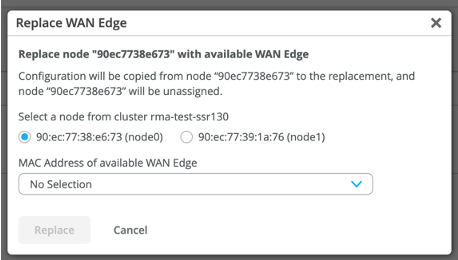 Replace WAN Edge
Replace node "90ec7738e673" with available WAN Edge
Configuration will be copied from node “90ec7738e673” to the replacement, and
node “90ec7738e673” will be unassigned.
Select a node from cluster rma-test-ssr130
90:ec:77:38:e6:73 (node0) 90:ec:77:39:1a:76 (node1)
MAC Address of available WAN Edge
No Selection
Replace Cancel